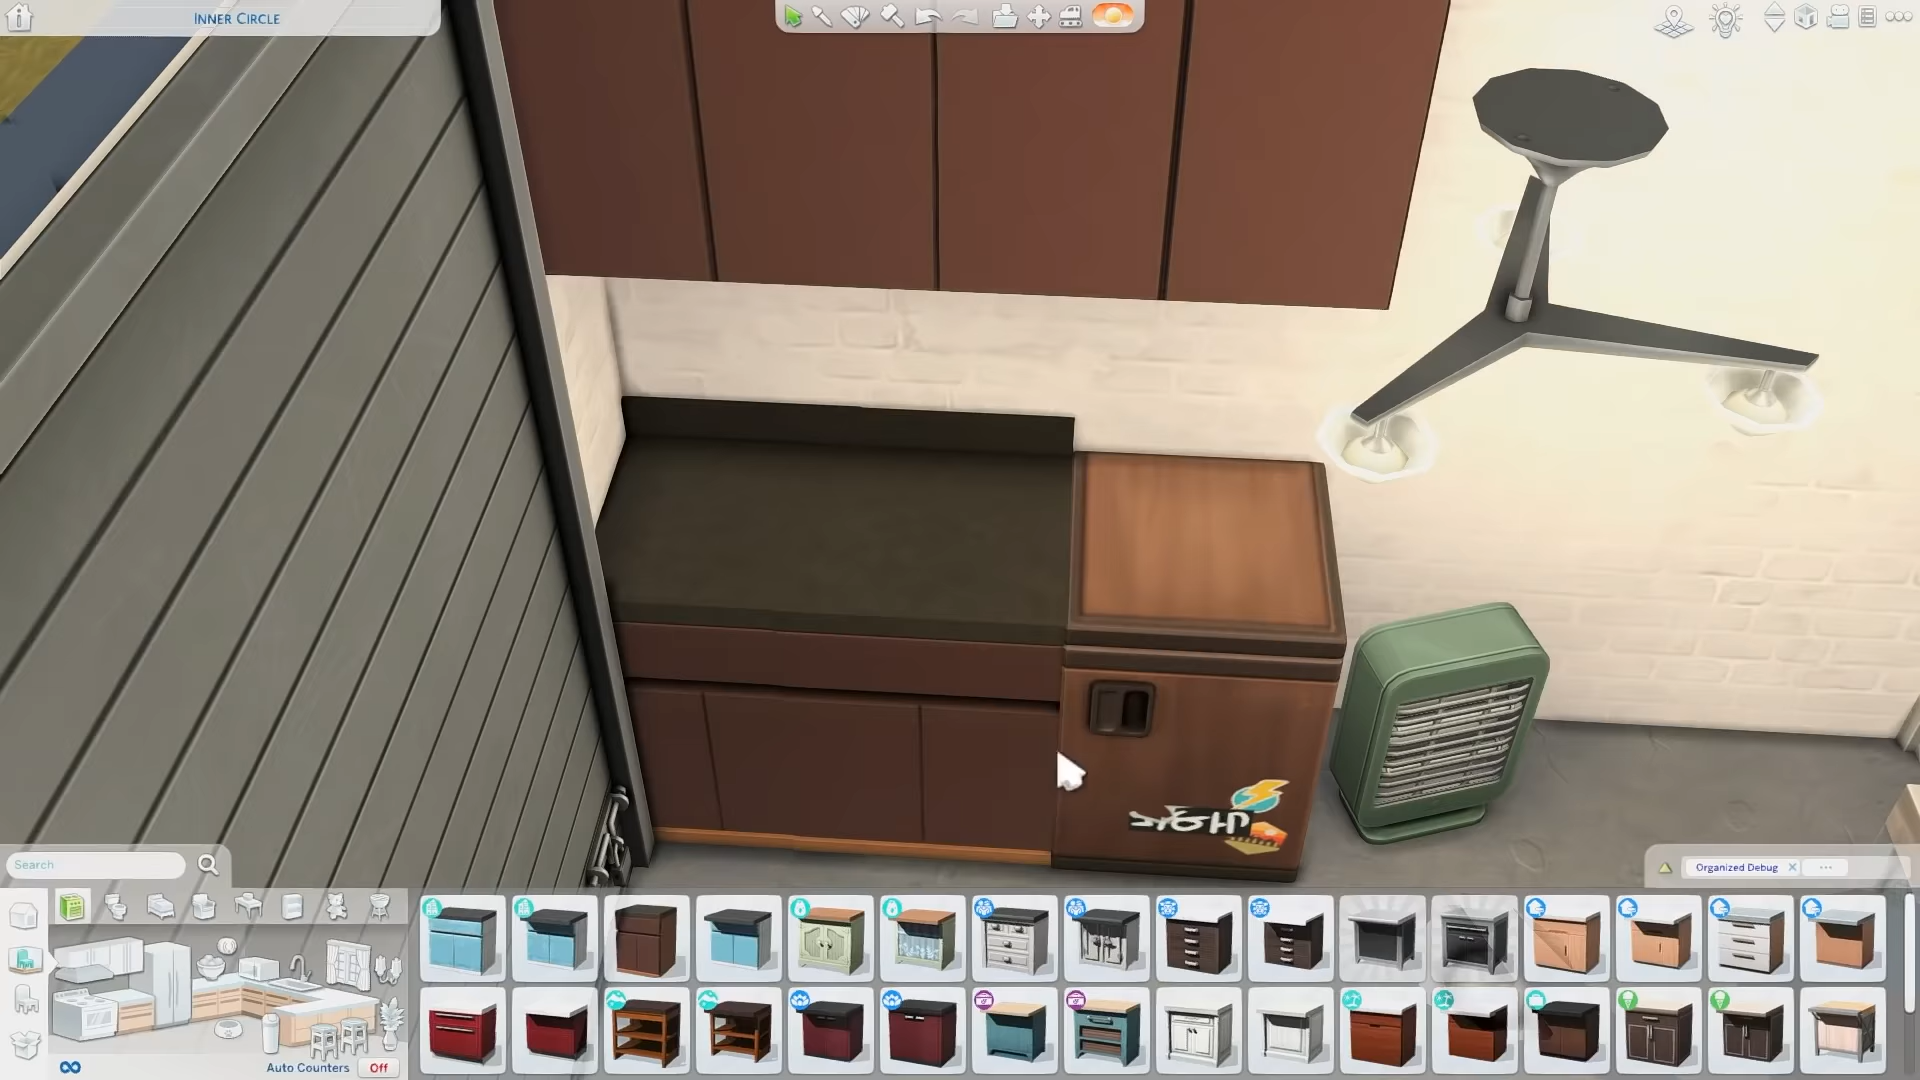 INNER CIRCLE
Search
Organized Debug
Auto Counters
Off